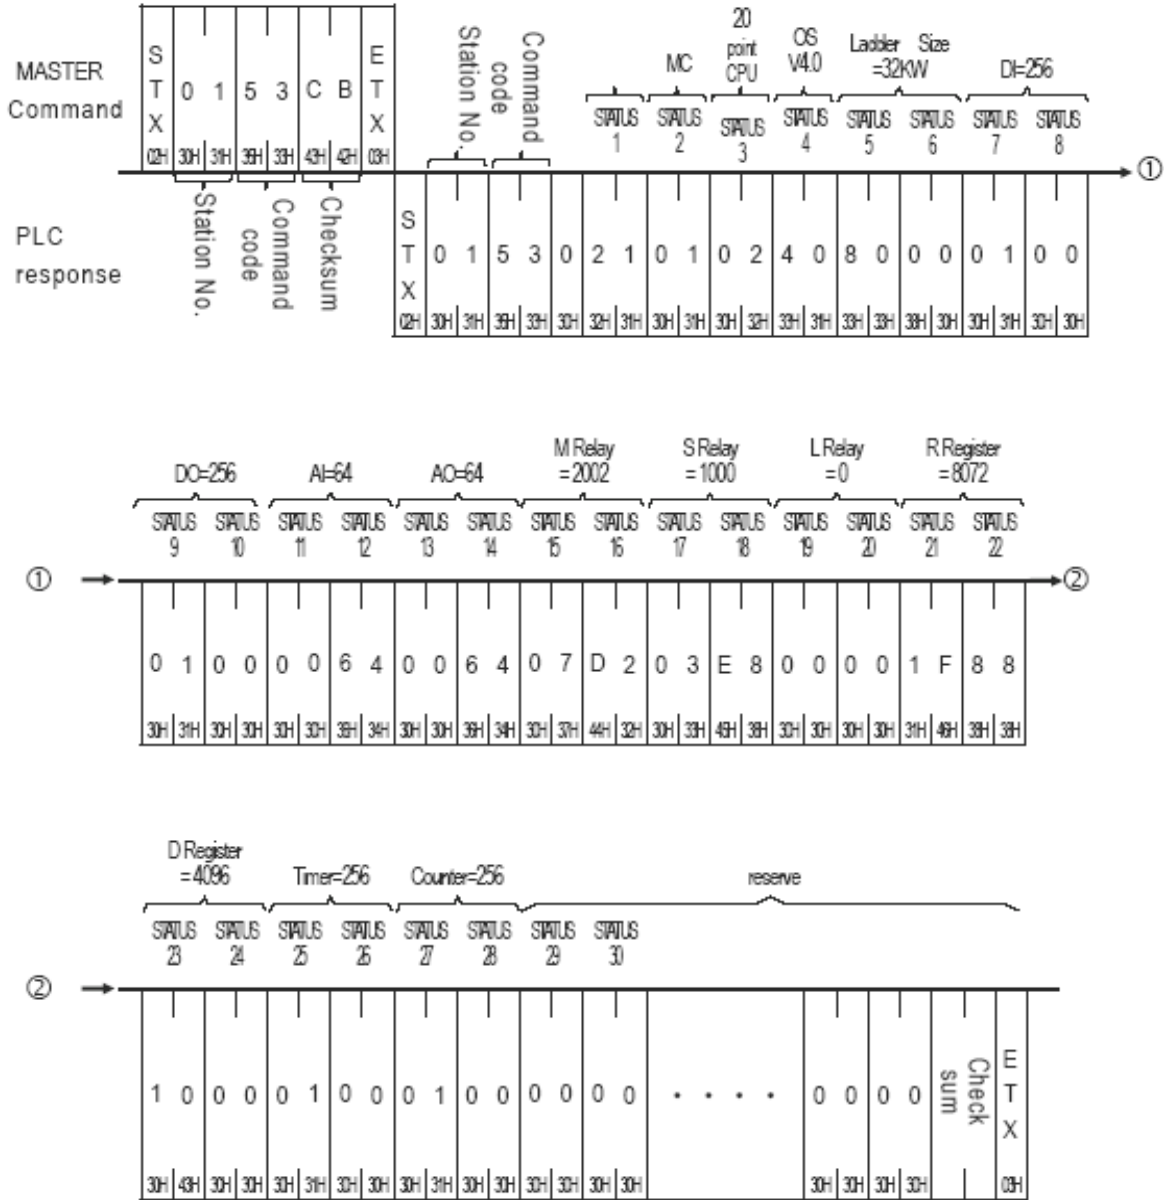 MASTER
Command
S T X 0 1 5 3 C B E T X
02H 30H 31H 35H 33H 43H 42H 03H
Station No.
Command code
Checksum
Station No.
Command code
MC
20 point CPU
OS V4.0
Ladder Size =32KW
DI=256
STATUS 1 STATUS 2 STATUS 3 STATUS 4 STATUS 5 STATUS 6 STATUS 7 STATUS 8
①
PLC
response
S T X 0 1 5 3 0 2 1 0 1 0 2 4 0 8 0 0 0 0 1 0 0
02H 30H 31H 35H 33H 30H 32H 31H 30H 31H 30H 32H 33H 31H 33H 33H 38H 30H 30H 31H 30H 30H
DO=256
AI=64
AO=64
M Relay =2002
S Relay =1000
L Relay =0
R Register =8072
STATUS 9 STATUS 10 STATUS 11 STATUS 12 STATUS 13 STATUS 14 STATUS 15 STATUS 16 STATUS 17 STATUS 18 STATUS 19 STATUS 20 STATUS 21 STATUS 22
①
②
0 1 0 0 0 0 6 4 0 0 6 4 0 7 D 2 0 3 E 8 0 0 0 0 1 F 8 8
30H 31H 30H 30H 30H 30H 34H 30H 30H 34H 30H 37H 44H 32H 30H 33H 45H 38H 30H 30H 30H 30H 31H 46H 38H 38H
D Register =4096
Timer=256
Counter=256
reserve
STATUS 23 STATUS 24 STATUS 25 STATUS 26 STATUS 27 STATUS 28 STATUS 29 STATUS 30
②
1 0 0 0 0 1 0 0 0 1 0 0 0 0 0 0 · · · · 0 0 0 0 Check sum E T X
30H 43H 30H 30H 30H 31H 30H 30H 30H 31H 30H 30H 30H 30H 30H 30H 30H 30H 30H 30H 03H